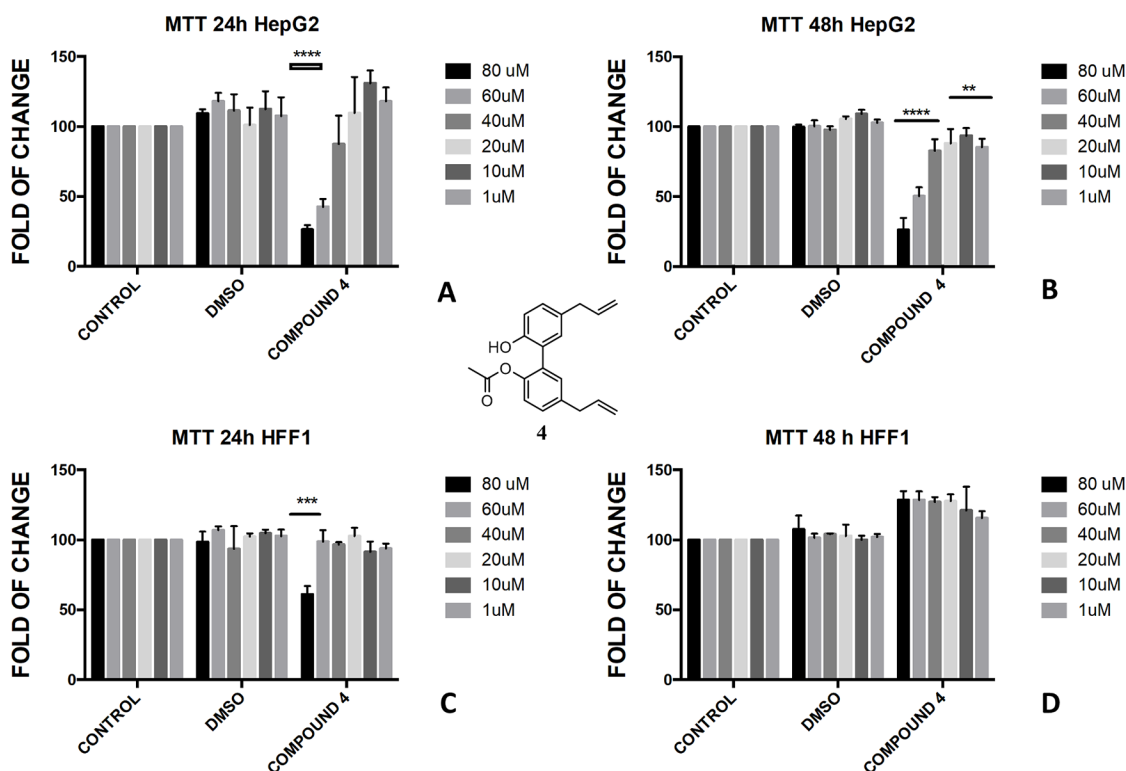 MTT 24h HepG2
FOLD OF CHANGE
150
100
50
0
****
CONTROL
DMSO
COMPOUND 4
80 uM
60uM
40uM
20uM
10uM
1uM
A
MTT 48h HepG2
FOLD OF CHANGE
150
100
50
0
****
**
CONTROL
DMSO
COMPOUND 4
80 uM
60uM
40uM
20uM
10uM
1uM
B
HO
O
O
4
MTT 24h HFF1
FOLD OF CHANGE
150
100
50
0
***
CONTROL
DMSO
COMPOUND 4
80 uM
60uM
40uM
20uM
10uM
1uM
C
MTT 48 h HFF1
FOLD OF CHANGE
150
100
50
0
CONTROL
DMSO
COMPOUND 4
80 uM
60uM
40uM
20uM
10uM
1uM
D